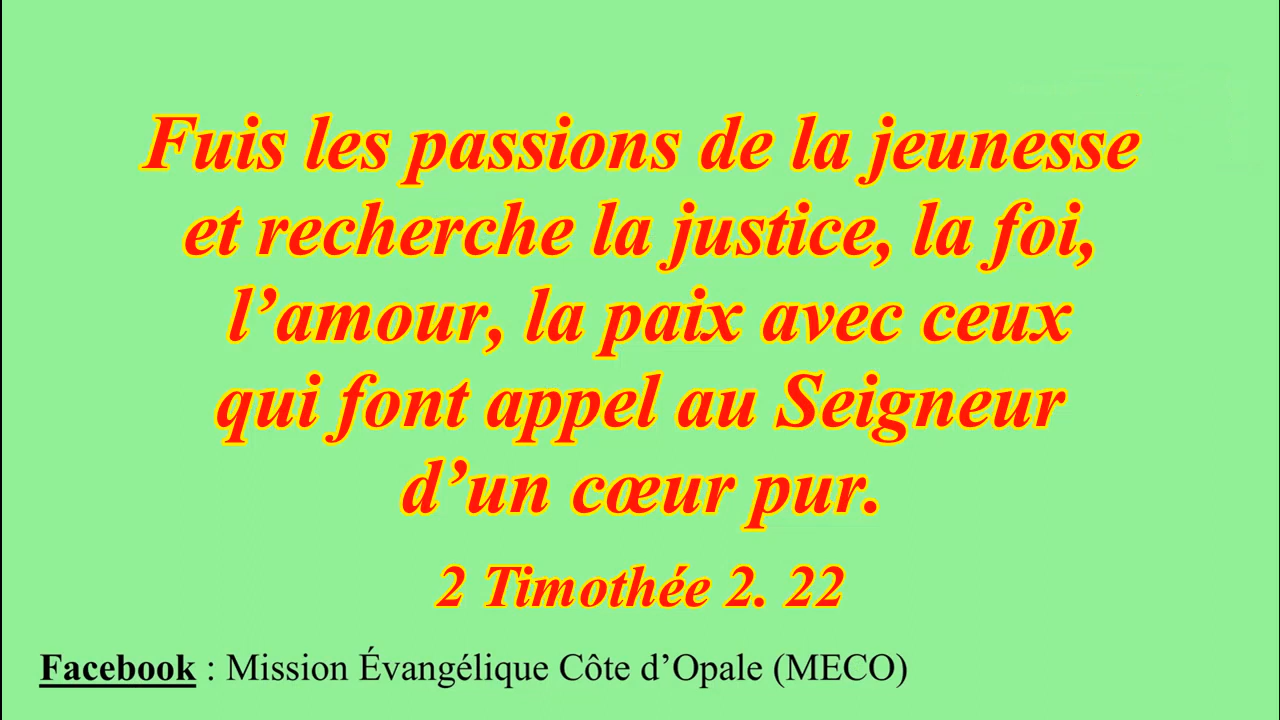 Fuis les passions de la jeunesse
et recherche la justice, la foi,
l’amour, la paix avec ceux
qui font appel au Seigneur
d’un cœur pur.
2 Timothée 2. 22
Facebook : Mission Évangélique Côte d’Opale (MECO)